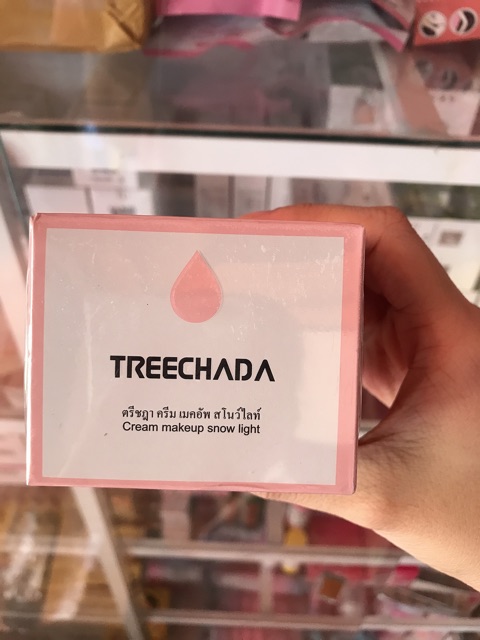 TREECHADA
ตรีชฎา ครีม เมคอัพ สโนว์ไลท์
Cream makeup snow light